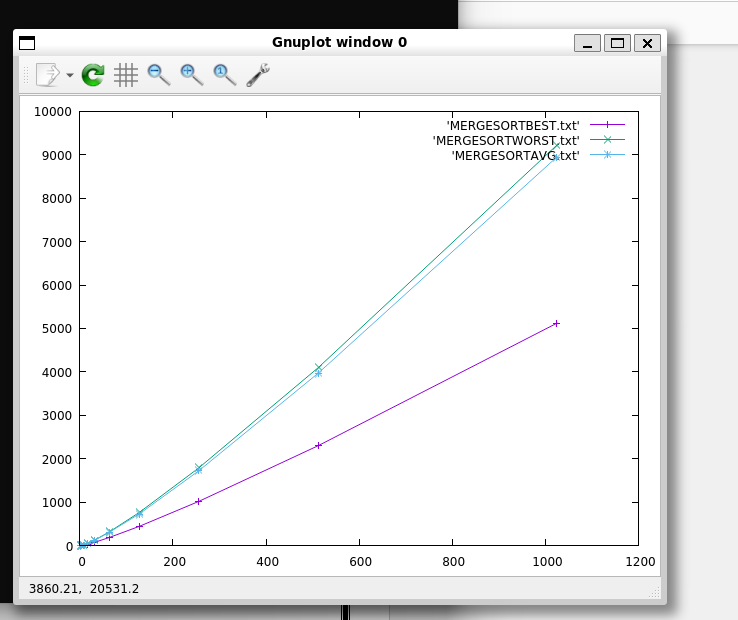 Gnuplot window 0
10000
9000
8000
7000
6000
5000
4000
3000
2000
1000
0
'MERGESORTBEST.txt'
'MERGESORTWORST.txt'
'MERGESORTAVG.txt'
0 200 400 600 800 1000 1200
3860.21, 20531.2